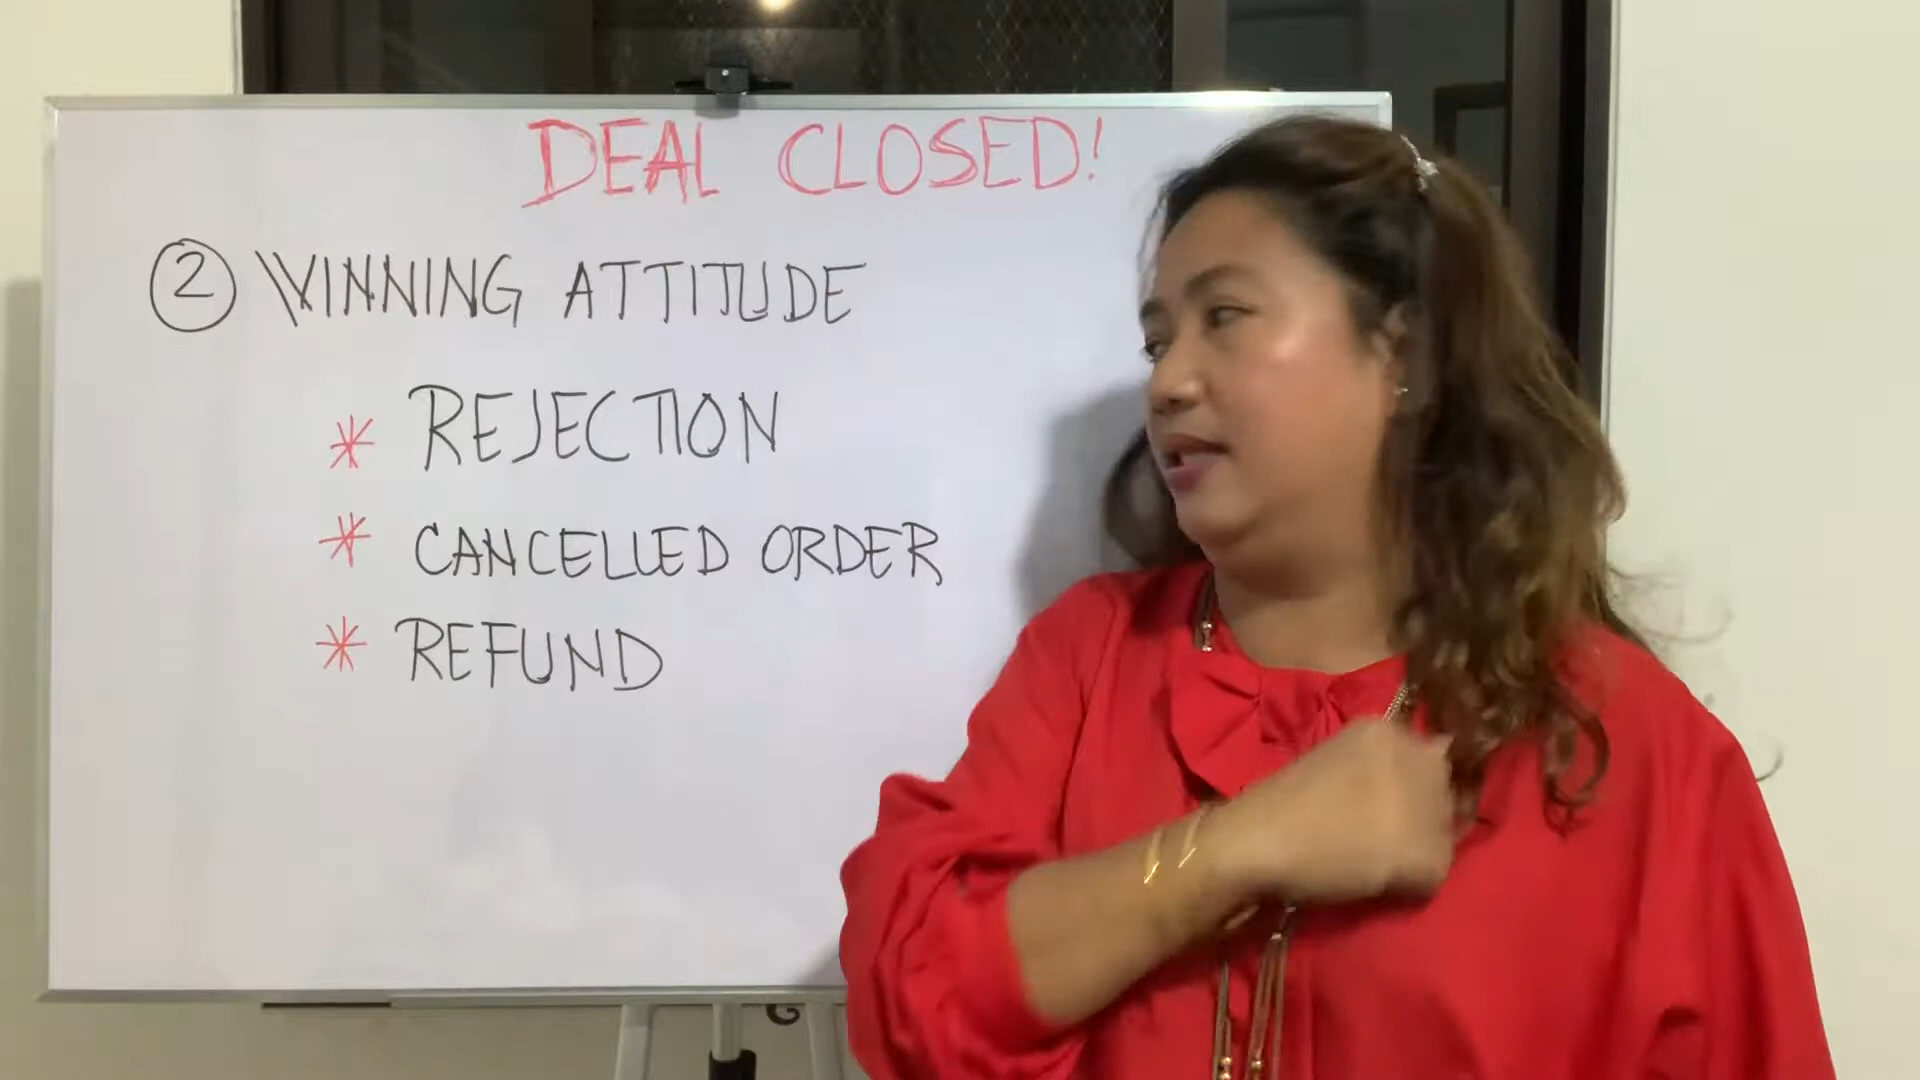 DEAL CLOSED!
② WINNING ATTITUDE
* REJECTION
* CANCELLED ORDER
* REFUND